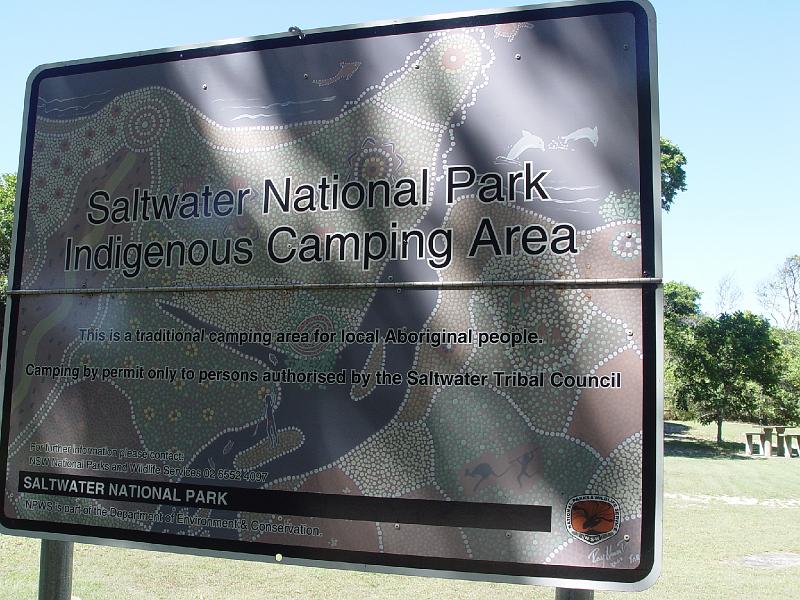 Saltwater National Park
Indigenous Camping Area
This is a traditional camping area for local Aboriginal people.
Camping by permit only to persons authorised by the Saltwater Tribal Council
For further information please contact:
NSW National Parks and Wildlife Services 02 6552 4097
SALTWATER NATIONAL PARK
NPWS is part of the Department of Environment & Conservation.